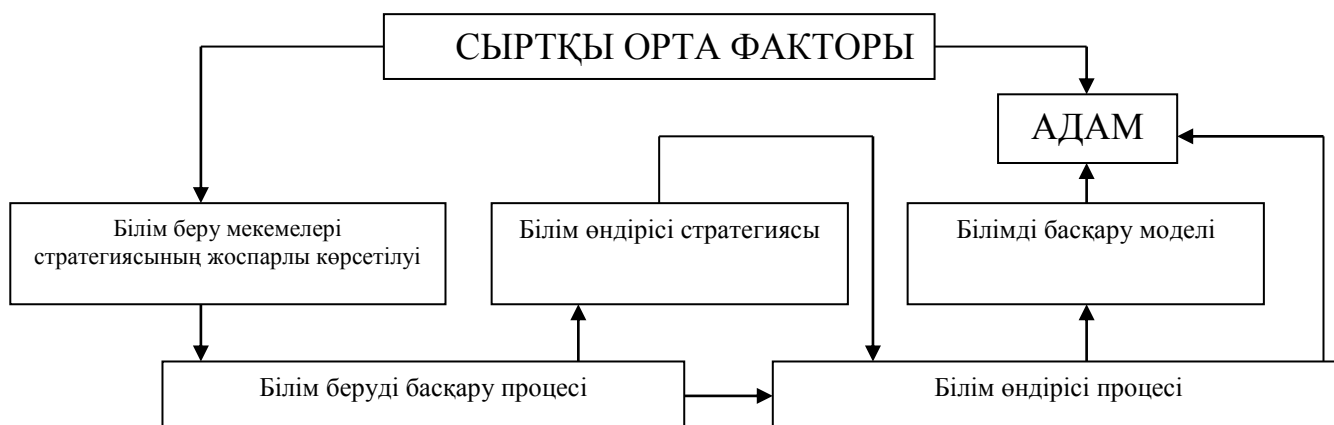 СЫРТҚЫ ОРТА ФАКТОРЫ
АДАМ
Білім беру мекемелері
стратегиясының жоспарлы көрсетілуі
Білім өндірісі стратегиясы
Білімді басқару моделі
Білім беруді басқару процесі
Білім өндірісі процесі